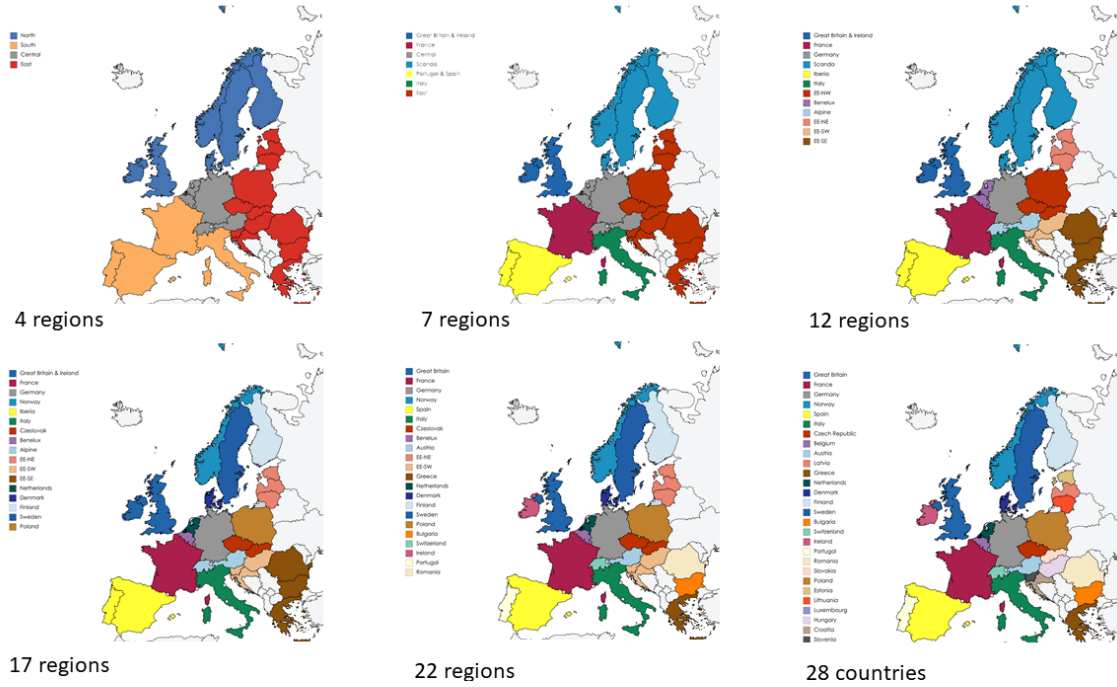 North
South
Central
East
4 regions
Great Britain & Ireland
France
Central
Scandia
Portugal & Spain
Italy
East
7 regions
Great Britain & Ireland
France
Germany
Scandia
Iberia
Italy
EE-NW
Benelux
Alpine
EE-NE
EE-SW
EE-SE
12 regions
Great Britain & Ireland
France
Germany
Norway
Iberia
Italy
Czeslovak
Benelux
Alpine
EE-NE
EE-SW
EE-SE
Netherlands
Denmark
Finland
Sweden
Poland
17 regions
Great Britain
France
Germany
Norway
Spain
Italy
Czeslovak
Benelux
Austria
EE-NE
EE-SW
Greece
Netherlands
Denmark
Finland
Sweden
Poland
Bulgaria
Switzerland
Ireland
Portugal
Romania
22 regions
Great Britain
France
Germany
Norway
Spain
Italy
Czech Republic
Belgium
Austria
Latvia
Greece
Netherlands
Denmark
Finland
Sweden
Bulgaria
Switzerland
Ireland
Portugal
Romania
Slovakia
Poland
Estonia
Lithuania
Luxembourg
Hungary
Croatia
Slovenia
28 countries